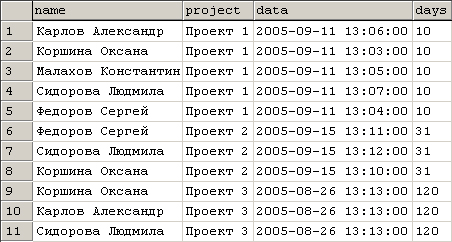 name project data days
1 Карлов Александр Проект 1 2005-09-11 13:06:00 10
2 Коршина Оксана Проект 1 2005-09-11 13:03:00 10
3 Малахов Константин Проект 1 2005-09-11 13:05:00 10
4 Сидорова Людмила Проект 1 2005-09-11 13:07:00 10
5 Федоров Сергей Проект 1 2005-09-11 13:04:00 10
6 Федоров Сергей Проект 2 2005-09-15 13:11:00 31
7 Сидорова Людмила Проект 2 2005-09-15 13:12:00 31
8 Коршина Оксана Проект 2 2005-09-15 13:10:00 31
9 Коршина Оксана Проект 3 2005-08-26 13:13:00 120
10 Карлов Александр Проект 3 2005-08-26 13:13:00 120
11 Сидорова Людмила Проект 3 2005-08-26 13:13:00 120